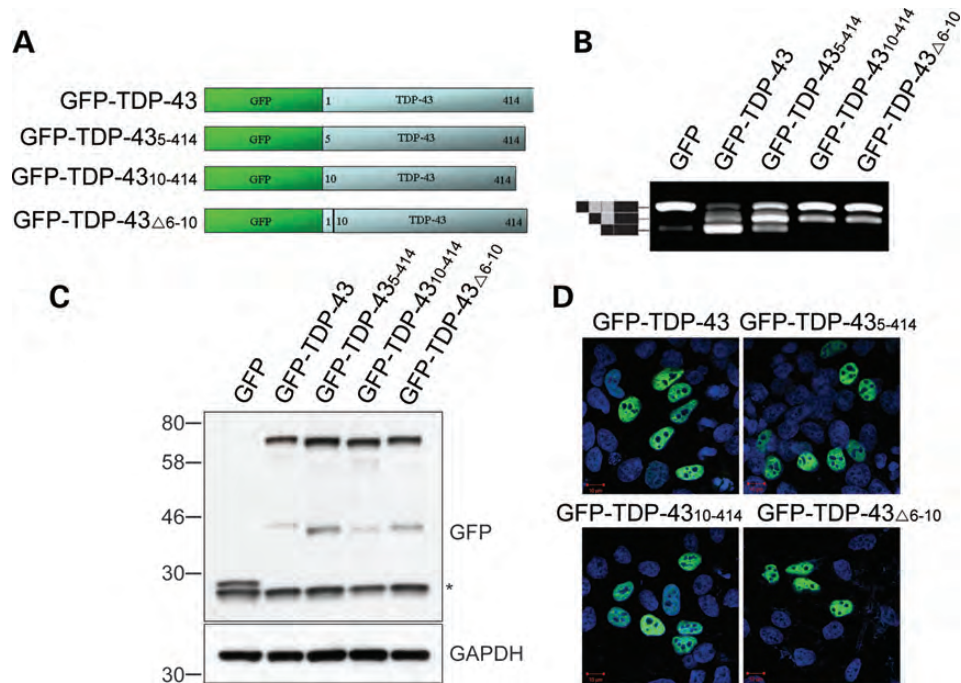 A
GFP-TDP-43 GFP 1 TDP-43 414
GFP-TDP-435-414 GFP 5 TDP-43 414
GFP-TDP-4310-414 GFP 10 TDP-43 414
GFP-TDP-43△6-10 GFP 1 10 TDP-43 414
B
GFP
GFP-TDP-43
GFP-TDP-435-414
GFP-TDP-4310-414
GFP-TDP-43△6-10
C
GFP
GFP-TDP-43
GFP-TDP-435-414
GFP-TDP-4310-414
GFP-TDP-43△6-10
80
58
46
GFP
30
*
GAPDH
30
D
GFP-TDP-43 GFP-TDP-435-414
GFP-TDP-4310-414 GFP-TDP-43△6-10